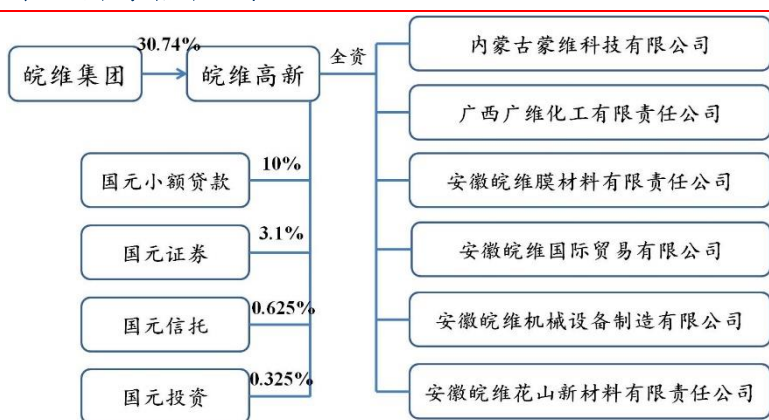 30.74%
皖维集团
皖维高新
全资
内蒙古蒙维科技有限公司
广西广维化工有限责任公司
安徽皖维膜材料有限责任公司
安徽皖维国际贸易有限公司
安徽皖维机械设备制造有限公司
安徽皖维花山新材料有限责任公司
国元小额贷款
10%
国元证券
3.1%
国元信托
0.625%
国元投资
0.325%